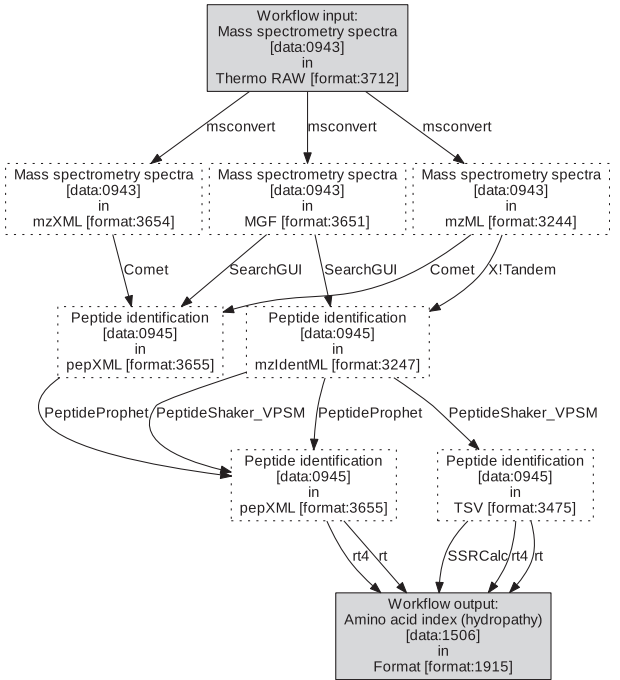 Workflow input:
Mass spectrometry spectra
[data:0943]
in
Thermo RAW [format:3712]
msconvert
msconvert
msconvert
Mass spectrometry spectra
[data:0943]
in
mzXML [format:3654]
Mass spectrometry spectra
[data:0943]
in
MGF [format:3651]
Mass spectrometry spectra
[data:0943]
in
mzML [format:3244]
Comet
SearchGUI
SearchGUI
Comet
X!Tandem
Peptide identification
[data:0945]
in
pepXML [format:3655]
Peptide identification
[data:0945]
in
mzIdentML [format:3247]
PeptideProphet
PeptideShaker_VPSM
PeptideProphet
PeptideShaker_VPSM
Peptide identification
[data:0945]
in
pepXML [format:3655]
Peptide identification
[data:0945]
in
TSV [format:3475]
rt4
rt
SSRCalc
rt4
rt
Workflow output:
Amino acid index (hydropathy)
[data:1506]
in
Format [format:1915]